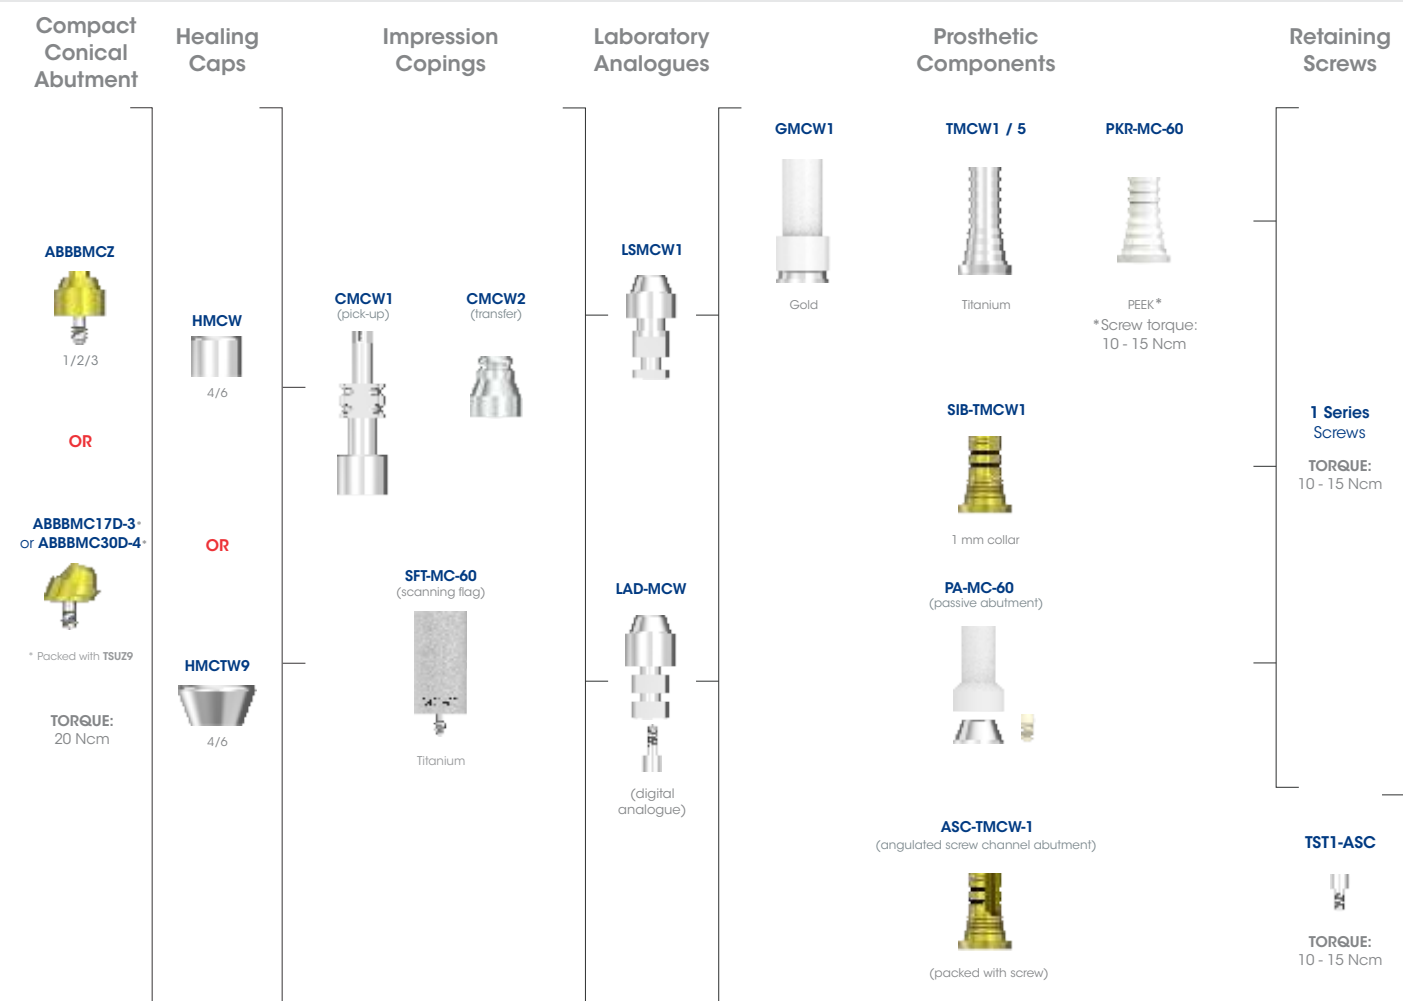 Compact
Conical
Abutment
Healing
Caps
Impression
Copings
Laboratory
Analogues
Prosthetic
Components
Retaining
Screws
ABBBMCZ
1/2/3
OR
ABBBMC17D-3*
or ABBBMC30D-4*
* Packed with TSUZ9
TORQUE:
20 Ncm
HMCW
4/6
OR
HMCTW9
4/6
CMCW1
(pick-up)
CMCW2
(transfer)
SFT-MC-60
(scanning flag)
Titanium
LSMCW1
LAD-MCW
(digital
analogue)
GMCW1
Gold
TMCW1 / 5
Titanium
PKR-MC-60
PEEK*
*Screw torque:
10 - 15 Ncm
SIB-TMCW1
1 mm collar
PA-MC-60
(passive abutment)
ASC-TMCW-1
(angulated screw channel abutment)
(packed with screw)
1 Series
Screws
TORQUE:
10 - 15 Ncm
TST1-ASC
TORQUE:
10 - 15 Ncm